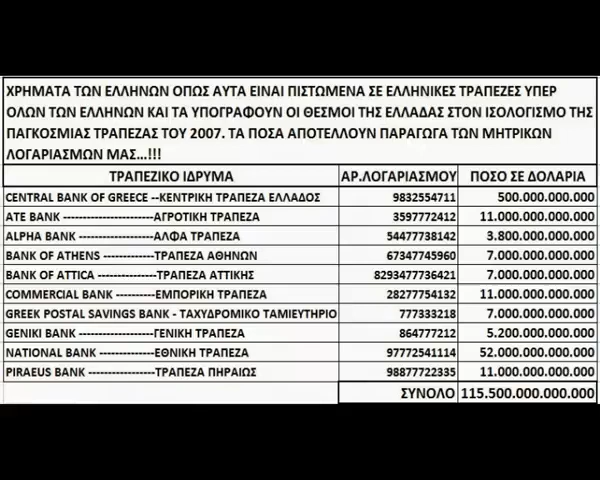 ΧΡΗΜΑΤΑ ΤΩΝ ΕΛΛΗΝΩΝ ΟΠΩΣ ΑΥΤΑ ΕΙΝΑΙ ΠΙΣΤΩΜΕΝΑ ΣΕ ΕΛΛΗΝΙΚΕΣ ΤΡΑΠΕΖΕΣ ΥΠΕΡ
ΟΛΩΝ ΤΩΝ ΕΛΛΗΝΩΝ ΚΑΙ ΤΑ ΥΠΟΓΡΑΦΟΥΝ ΟΙ ΘΕΣΜΟΙ ΤΗΣ ΕΛΛΑΔΑΣ ΣΤΟΝ ΙΣΟΛΟΓΙΣΜΟ ΤΗΣ
ΠΑΓΚΟΣΜΙΑΣ ΤΡΑΠΕΖΑΣ ΤΟΥ 2007. ΤΑ ΠΟΣΑ ΑΠΟΤΕΛΛΟΥΝ ΠΑΡΑΓΩΓΑ ΤΩΝ ΜΗΤΡΙΚΩΝ
ΛΟΓΑΡΙΑΣΜΩΝ ΜΑΣ...!!!
ΤΡΑΠΕΖΙΚΟ ΙΔΡΥΜΑ ΑΡ.ΛΟΓΑΡΙΑΣΜΟΥ ΠΟΣΟ ΣΕ ΔΟΛΑΡΙΑ
CENTRAL BANK OF GREECE --ΚΕΝΤΡΙΚΗ ΤΡΑΠΕΖΑ ΕΛΛΑΔΟΣ 9832554711 500.000.000.000
ATE BANK ----------------------ΑΓΡΟΤΙΚΗ ΤΡΑΠΕΖΑ 3597772412 11.000.000.000.000
ALPHA BANK -------------------ΑΛΦΑ ΤΡΑΠΕΖΑ 54477738142 3.800.000.000.000
BANK OF ATHENS ------------ΤΡΑΠΕΖΑ ΑΘΗΝΩΝ 67347745960 7.000.000.000.000
BANK OF ATTICA --------------ΤΡΑΠΕΖΑ ΑΤΤΙΚΗΣ 8293477736421 7.000.000.000.000
COMMERCIAL BANK ----------ΕΜΠΟΡΙΚΗ ΤΡΑΠΕΖΑ 28277754132 11.000.000.000.000
GREEK POSTAL SAVINGS BANK - ΤΑΧΥΔΡΟΜΙΚΟ ΤΑΜΙΕΥΤΗΡΙΟ 777333218 7.000.000.000.000
GENIKI BANK ------------------ΓΕΝΙΚΗ ΤΡΑΠΕΖΑ 864777212 5.200.000.000.000
NATIONAL BANK -------------ΕΘΝΙΚΗ ΤΡΑΠΕΖΑ 97772541114 52.000.000.000.000
PIRAEUS BANK ----------------ΤΡΑΠΕΖΑ ΠΗΡΑΙΩΣ 98877722335 11.000.000.000.000
ΣΥΝΟΛΟ 115.500.000.000.000